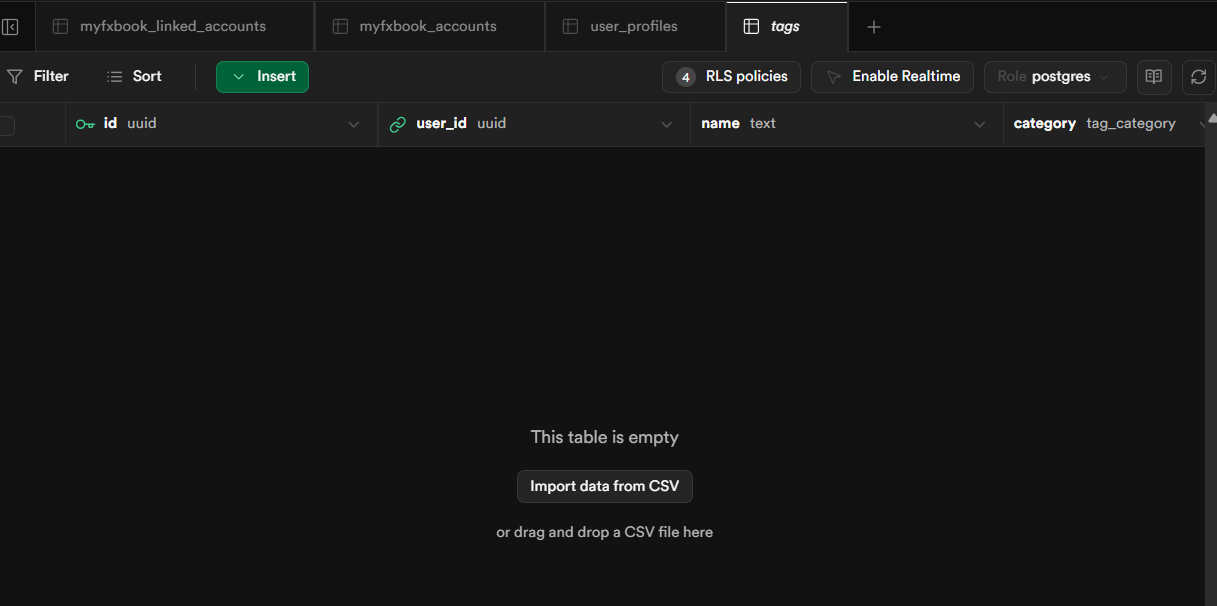 myfxbook_linked_accounts myfxbook_accounts user_profiles tags
Filter Sort Insert 4 RLS policies Enable Realtime Role postgres
id uuid user_id uuid name text category tag_category
This table is empty
Import data from CSV
or drag and drop a CSV file here